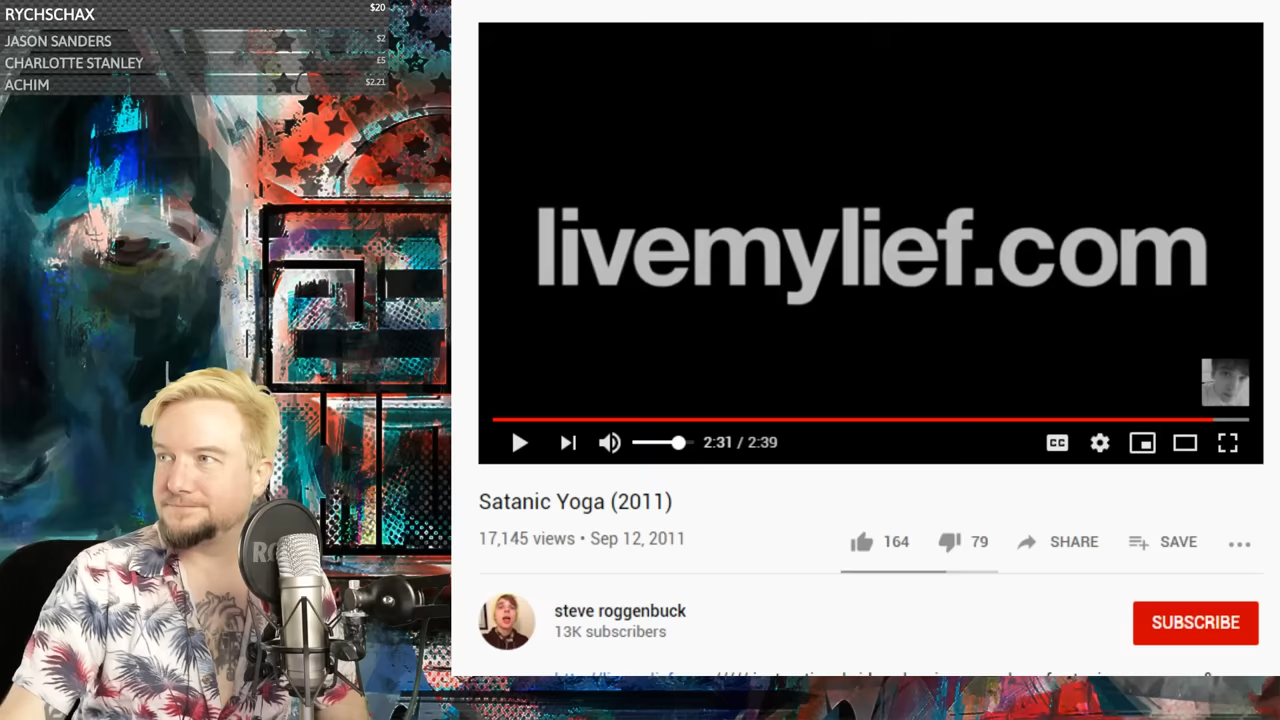 RYCHSCHAX $20
JASON SANDERS $2
CHARLOTTE STANLEY £5
ACHIM $2.21
livemylief.com
2:31 / 2:39
CC
Satanic Yoga (2011)
17,145 views • Sep 12, 2011
164 79 SHARE SAVE
steve roggenbuck
13K subscribers
SUBSCRIBE